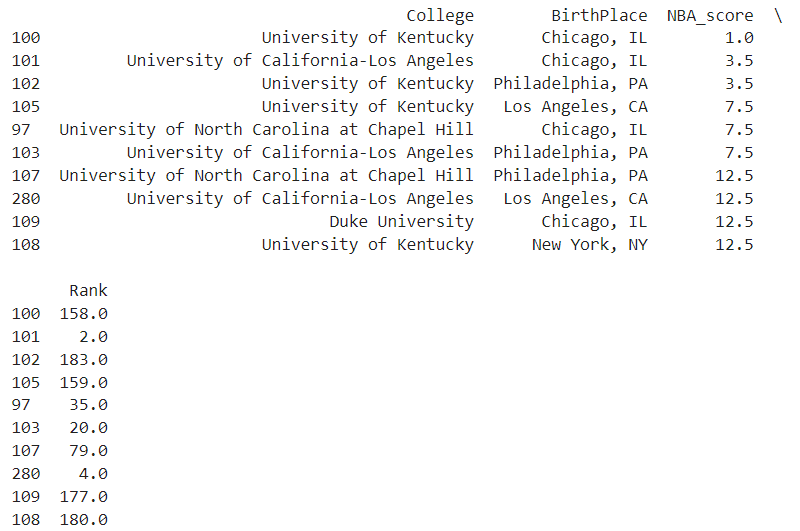 College BirthPlace NBA_score \
100 University of Kentucky Chicago, IL 1.0
101 University of California-Los Angeles Chicago, IL 3.5
102 University of Kentucky Philadelphia, PA 3.5
105 University of Kentucky Los Angeles, CA 7.5
97 University of North Carolina at Chapel Hill Chicago, IL 7.5
103 University of California-Los Angeles Philadelphia, PA 7.5
107 University of North Carolina at Chapel Hill Philadelphia, PA 12.5
280 University of California-Los Angeles Los Angeles, CA 12.5
109 Duke University Chicago, IL 12.5
108 University of Kentucky New York, NY 12.5
Rank
100 158.0
101 2.0
102 183.0
105 159.0
97 35.0
103 20.0
107 79.0
280 4.0
109 177.0
108 180.0